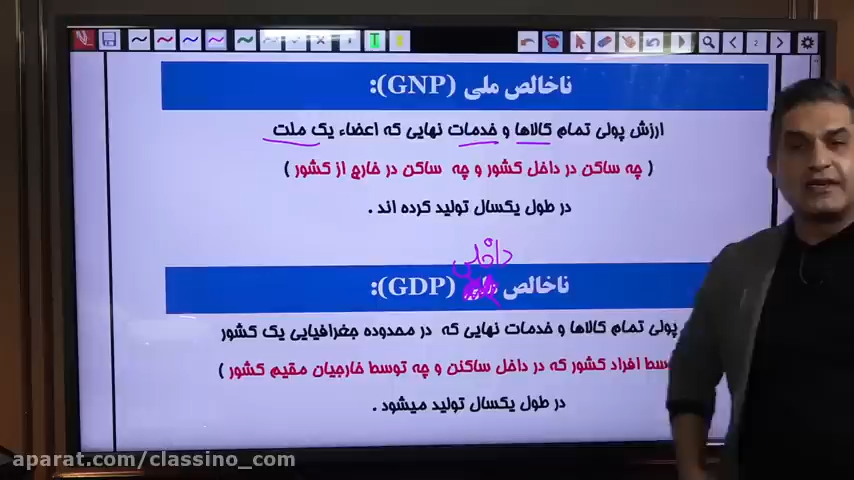 2
ناخالص ملی (GNP):
ارزش پولی تمام کالاها و خدمات نهایی که اعضاء یک ملت
( چه ساکن در داخل کشور و چه ساکن در خارج از کشور )
در طول یکسال تولید کرده اند .
داخلی
ناخالص (GDP):
پولی تمام کالاها و خدمات نهایی که در محدوده جغرافیایی یک کشور
افراد کشور که در داخل ساکنن و چه توسط خارجیان مقیم کشور )
در طول یکسال تولید میشود .
aparat.com/classino_com